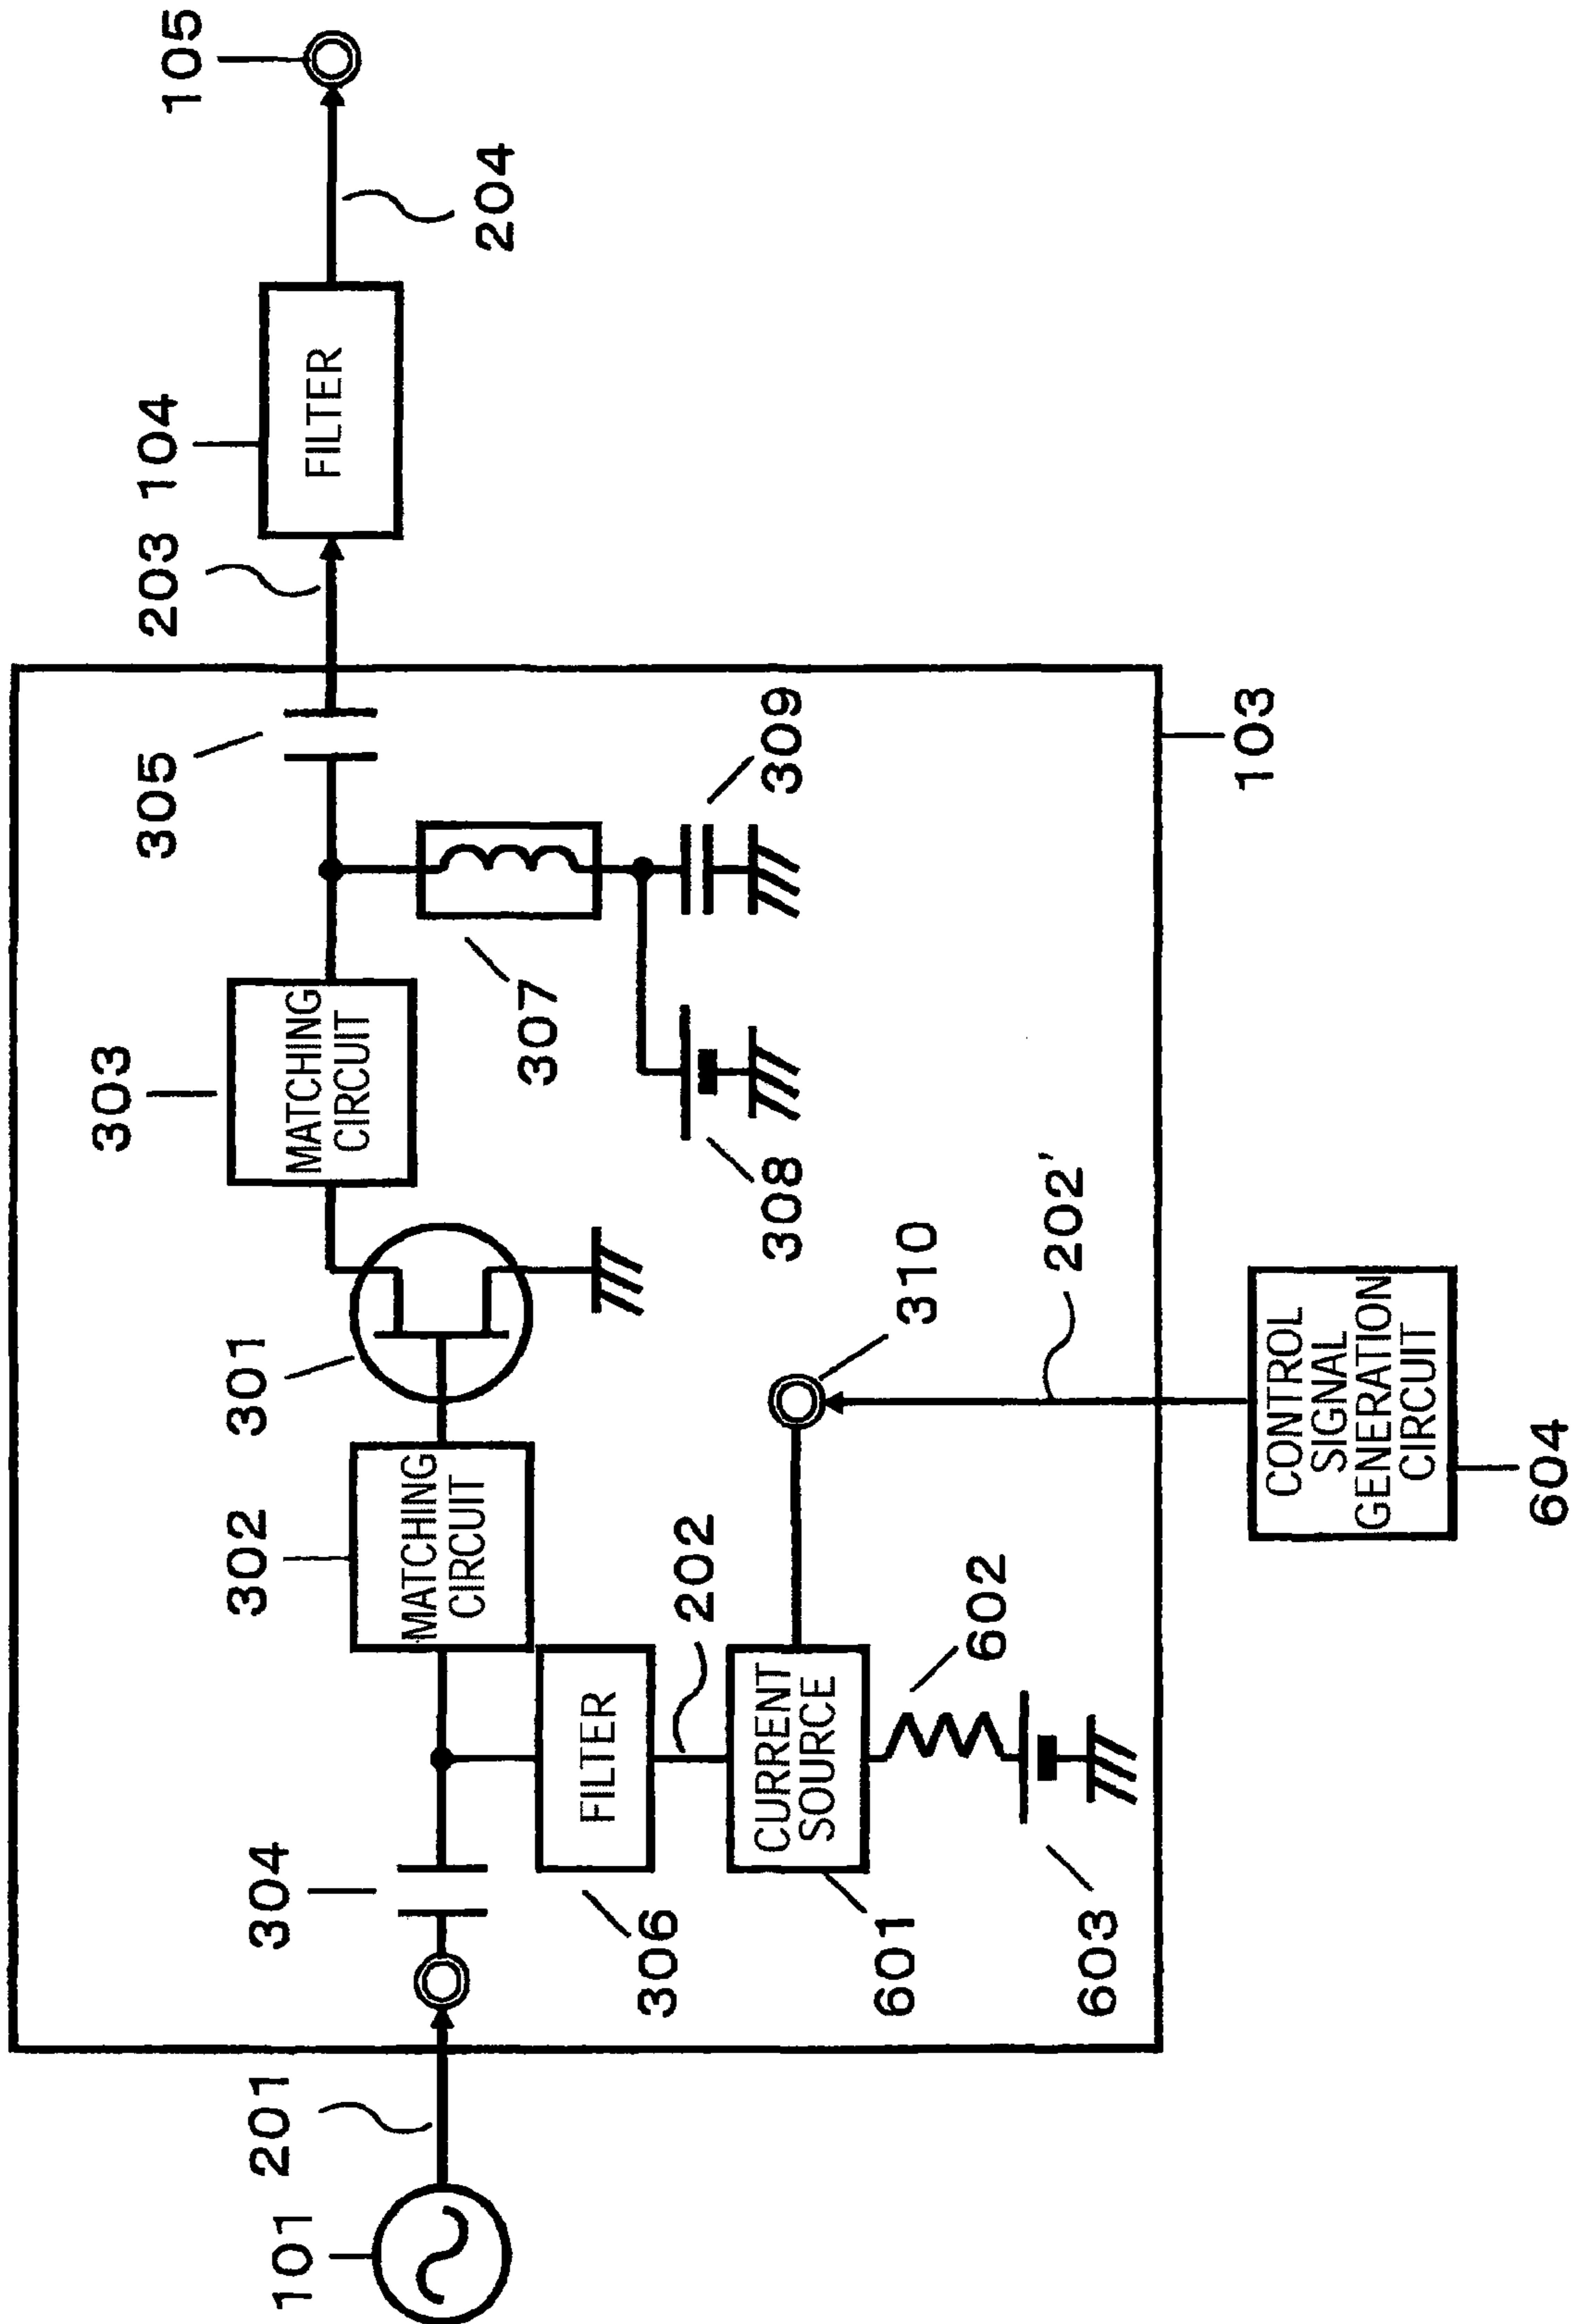 105
204
104
FILTER
203
305
309
103
307
303
MATCHING
CIRCUIT
308
301
310
202'
302
MATCHING
CIRCUIT
202
602
CONTROL
SIGNAL
GENERATION
CIRCUIT
604
304
FILTER
306
CURRENT
SOURCE
601
603
201
101